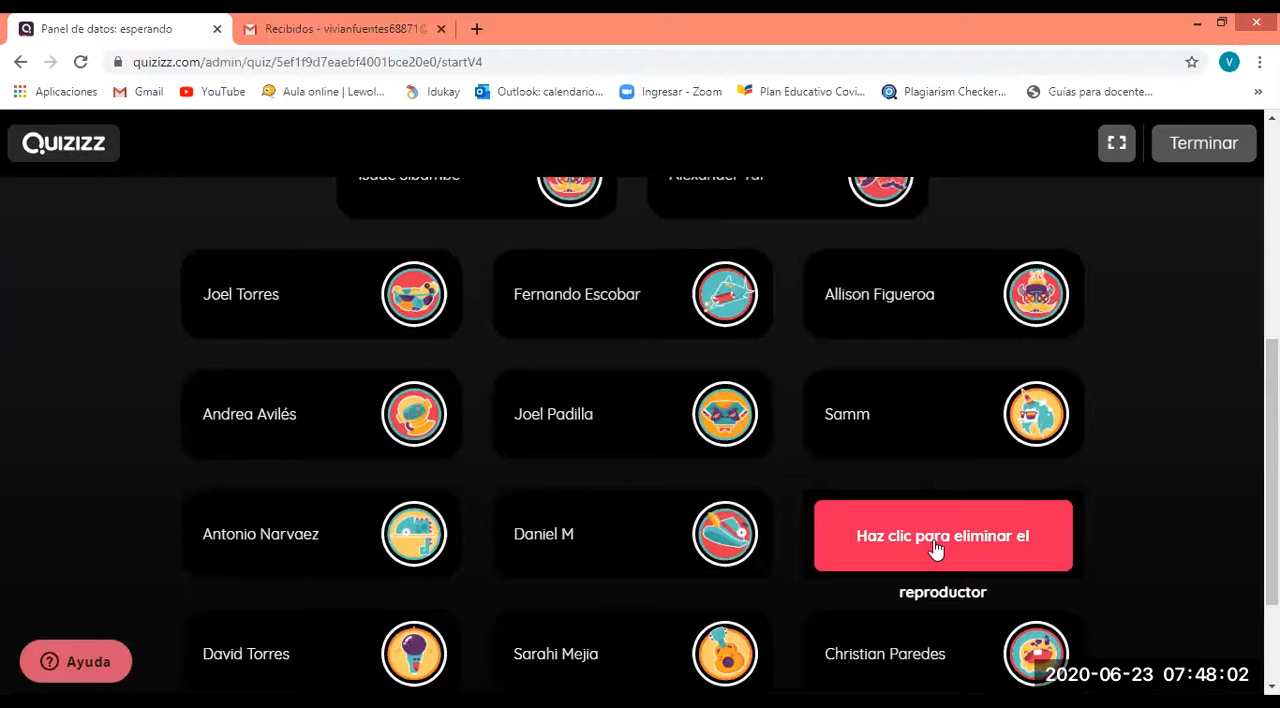 Panel de datos: esperando
Recibidos - vivianfuentes68871@
quizizz.com/admin/quiz/5ef1f9d7eaebf4001bce20e0/startV4
V
Aplicaciones
Gmail
YouTube
Aula online | Lewol...
Idukay
Outlook: calendario...
Ingresar - Zoom
Plan Educativo Covi...
Plagiarism Checker...
Guías para docente...
»
Quizizz
Terminar
Joel Torres
Fernando Escobar
Allison Figueroa
Andrea Avilés
Joel Padilla
Samm
Antonio Narvaez
Daniel M
Haz clic para eliminar el
reproductor
David Torres
Sarahi Mejia
Christian Paredes
Ayuda
2020-06-23 07:48:02